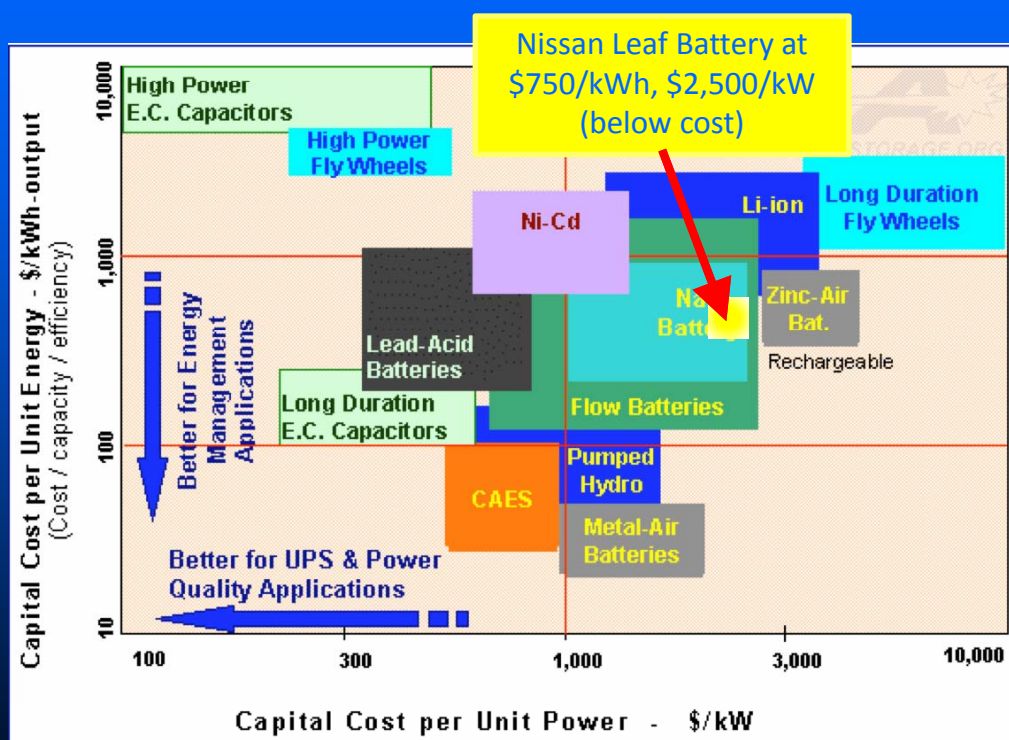 Nissan Leaf Battery at
$750/kWh, $2,500/kW
(below cost)
STORAGE.ORG
Capital Cost per Unit Energy - $/kWh-output
(Cost / capacity / efficiency)
10,000
1,000
100
10
High Power
E.C. Capacitors
High Power
Fly Wheels
Ni-Cd
Li-ion
Long Duration
Fly Wheels
Zinc-Air
Bat.
Rechargeable
Lead-Acid
Batteries
Flow Batteries
Long Duration
E.C. Capacitors
Pumped
Hydro
CAES
Metal-Air
Batteries
Better for Energy
Management
Applications
Better for UPS & Power
Quality Applications
100
300
1,000
3,000
10,000
Capital Cost per Unit Power - $/kW